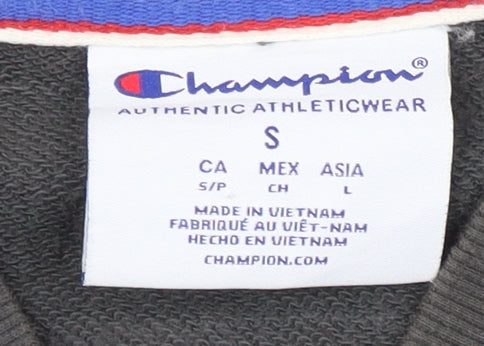 Champion®
AUTHENTIC ATHLETICWEAR
S
CA MEX ASIA
S/P CH L
MADE IN VIETNAM
FABRIQUÉ AU VIÊT-NAM
HECHO EN VIETNAM
CHAMPION.COM